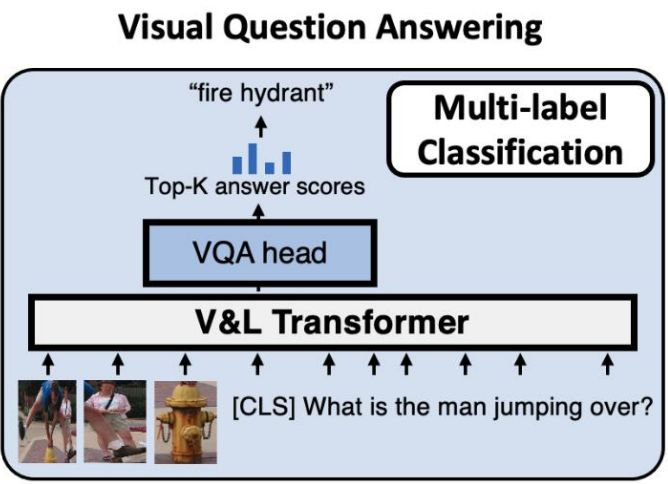 Visual Question Answering
“fire hydrant”
Multi-label
Classification
Top-K answer scores
VQA head
V&L Transformer
[CLS] What is the man jumping over?